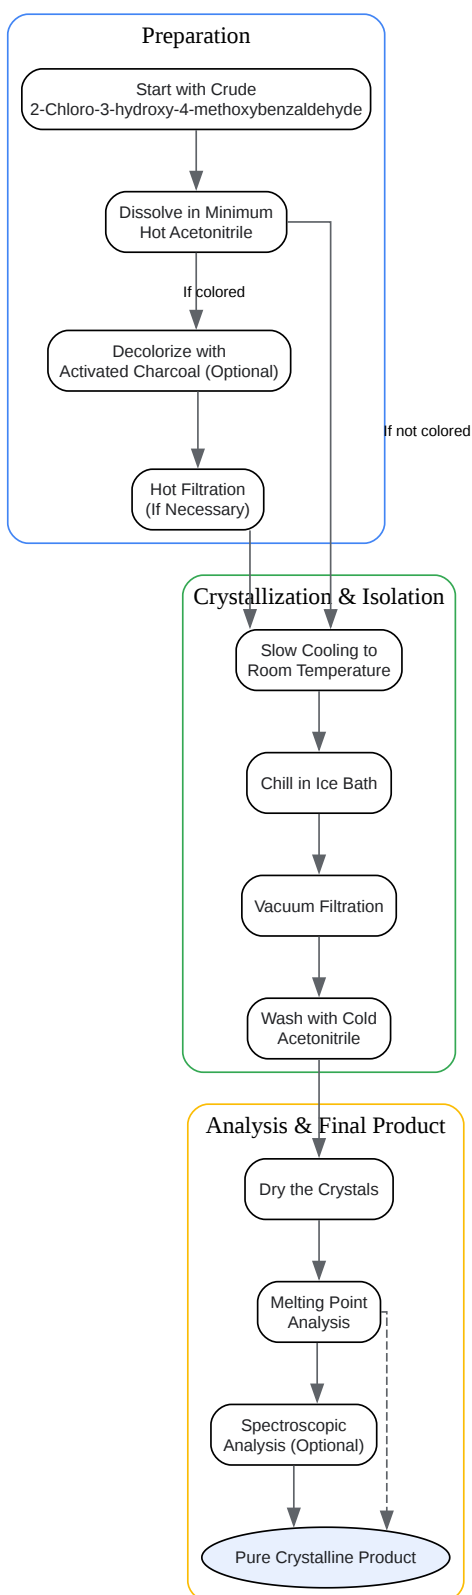 Preparation
Start with Crude
2-Chloro-3-hydroxy-4-methoxybenzaldehyde
Dissolve in Minimum
Hot Acetonitrile
If colored
Decolorize with
Activated Charcoal (Optional)
If not colored
Hot Filtration
(If Necessary)
Crystallization & Isolation
Slow Cooling to
Room Temperature
Chill in Ice Bath
Vacuum Filtration
Wash with Cold
Acetonitrile
Analysis & Final Product
Dry the Crystals
Melting Point
Analysis
Spectroscopic
Analysis (Optional)
Pure Crystalline Product